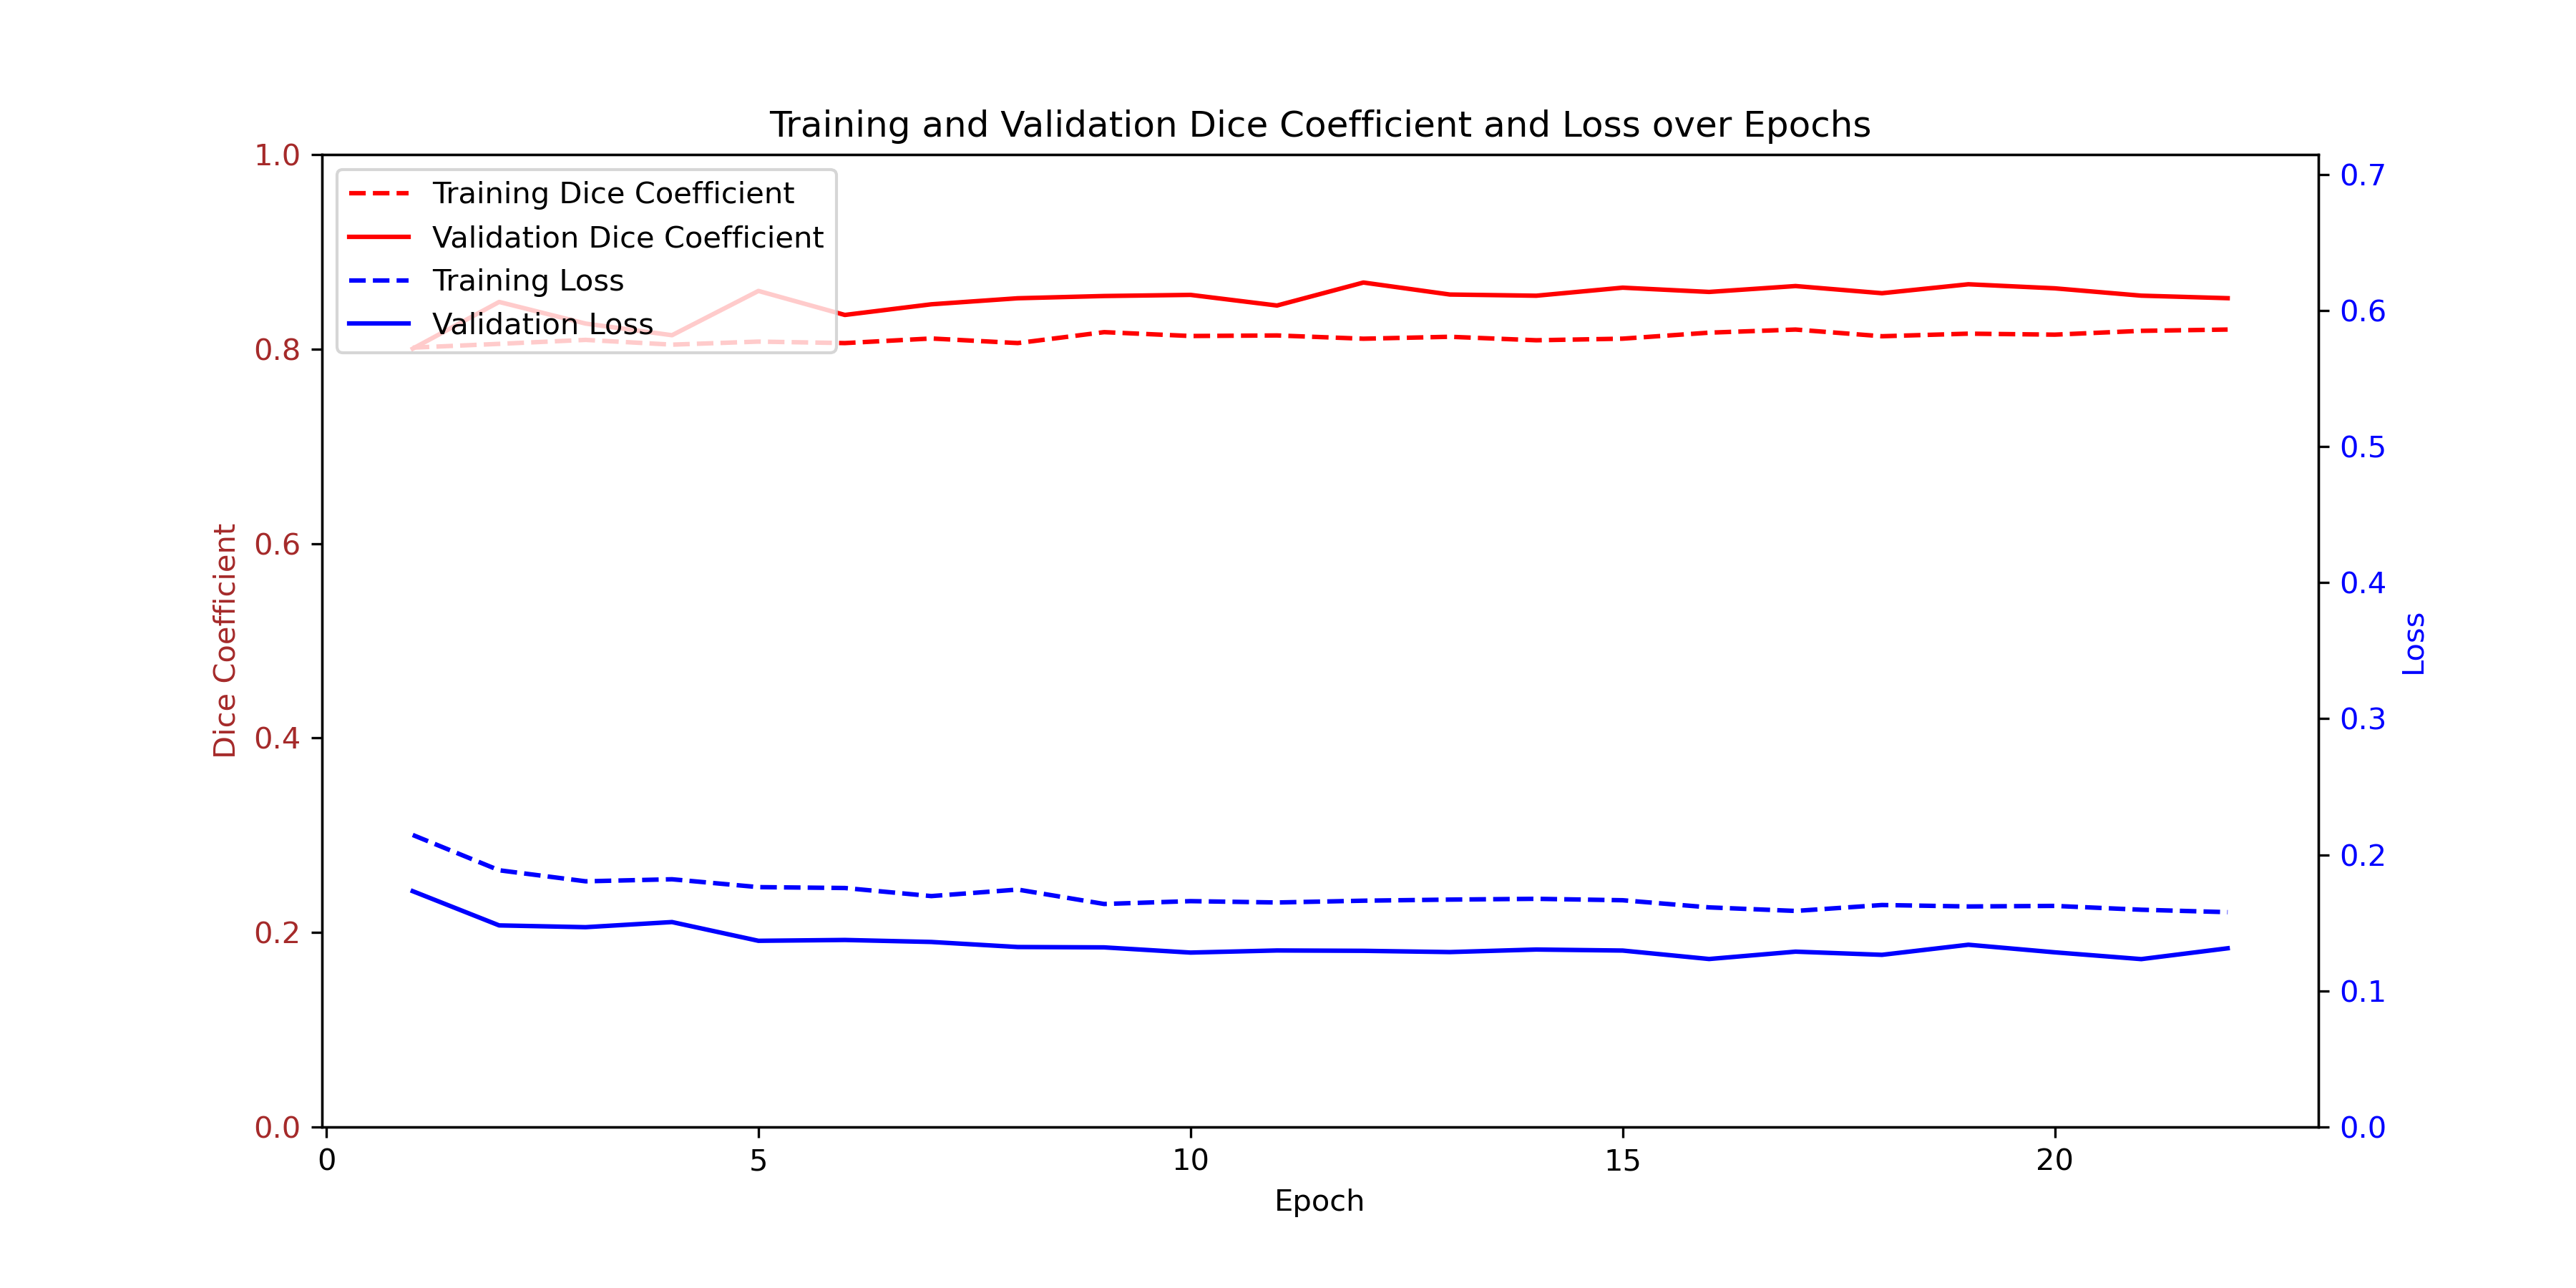 Training and Validation Dice Coefficient and Loss over Epochs
Training Dice Coefficient
Validation Dice Coefficient
Training Loss
Validation Loss
1.0
0.8
0.6
0.4
0.2
0.0
Dice Coefficient
0.7
0.6
0.5
0.4
0.3
0.2
0.1
0.0
Loss
0 5 10 15 20
Epoch